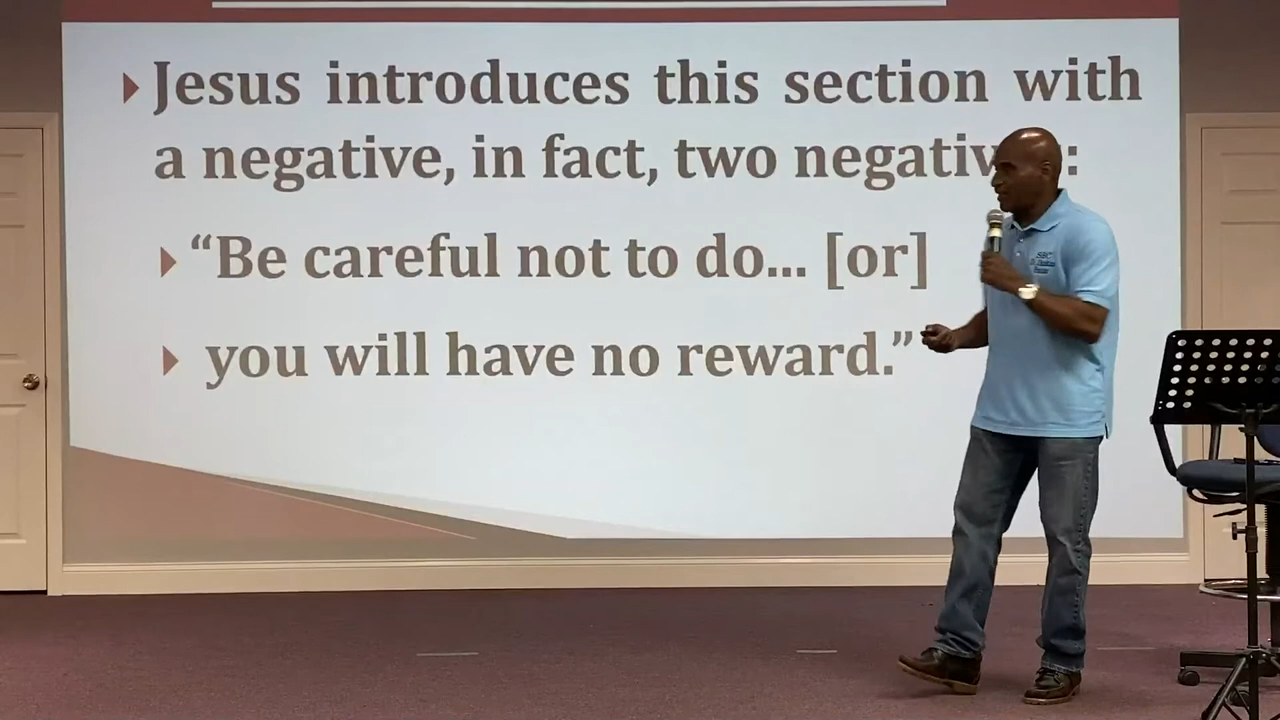 Jesus introduces this section with
a negative, in fact, two negatives:
“Be careful not to do... [or]
you will have no reward.”
SBC